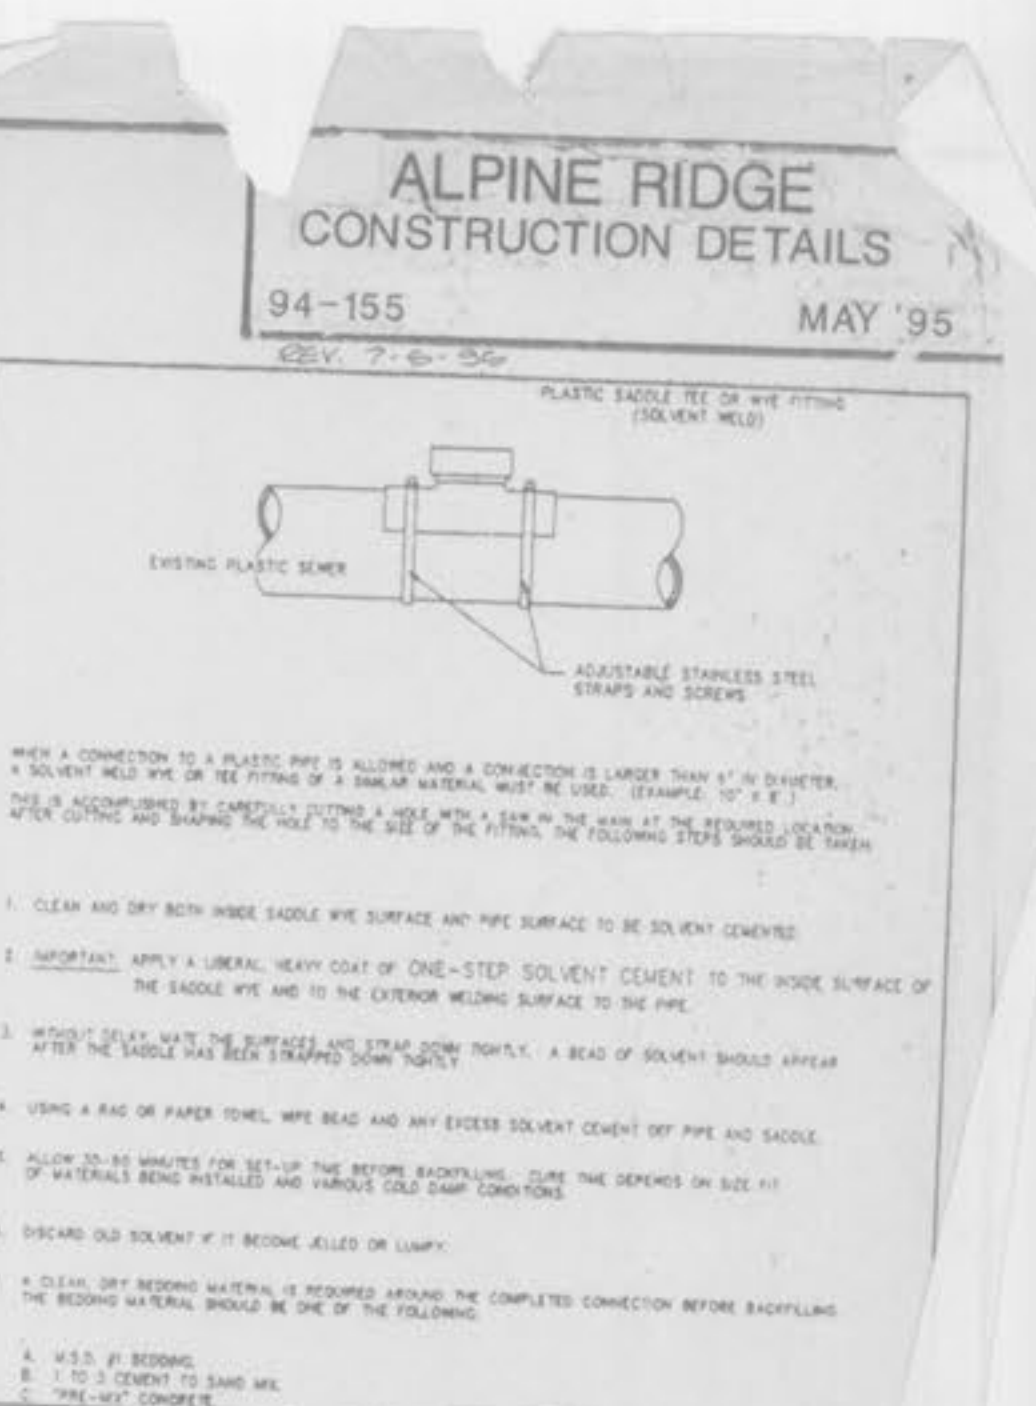 ALPINE RIDGE
CONSTRUCTION DETAILS
94-155 MAY '95
REV. 7-6-95
PLASTIC SADDLE TEE OR WYE FITTING
(SOLVENT WELD)
EXISTING PLASTIC SEWER
ADJUSTABLE STAINLESS STEEL
STRAPS AND SCREWS
WHEN A CONNECTION TO A PLASTIC PIPE IS ALLOWED AND A CONNECTION IS LARGER THAN 6" IN DIAMETER,
A SOLVENT WELD WYE OR TEE FITTING OF A SIMILAR MATERIAL MUST BE USED. (EXAMPLE: 10" X 8".)
THIS IS ACCOMPLISHED BY CAREFULLY CUTTING A HOLE WITH A SAW IN THE MAIN AT THE REQUIRED LOCATION.
AFTER CUTTING AND SHAPING THE HOLE TO THE SIZE OF THE FITTING, THE FOLLOWING STEPS SHOULD BE TAKEN:
1. CLEAN AND DRY BOTH INSIDE SADDLE WYE SURFACE AND PIPE SURFACE TO BE SOLVENT CEMENTED.
2. IMPORTANT: APPLY A LIBERAL, HEAVY COAT OF ONE-STEP SOLVENT CEMENT TO THE INSIDE SURFACE OF
THE SADDLE WYE AND TO THE EXTERIOR WELDING SURFACE TO THE PIPE.
3. WITHOUT DELAY, MATE THE SURFACES AND STRAP DOWN TIGHTLY. A BEAD OF SOLVENT SHOULD APPEAR
AFTER THE SADDLE HAS BEEN STRAPPED DOWN TIGHTLY
4. USING A RAG OR PAPER TOWEL, WIPE BEAD AND ANY EXCESS SOLVENT CEMENT OFF PIPE AND SADDLE.
ALLOW MINUTES FOR SET-UP TIME BEFORE BACKFILLING. CURE TIME DEPENDS ON SIZE FIT
OF MATERIALS BEING INSTALLED AND VARIOUS COLD DAMP CONDITIONS.
DISCARD OLD SOLVENT IF IT BECOME JELLED OR LUMPY.
A CLEAN, DRY BEDDING MATERIAL IS REQUIRED AROUND THE COMPLETED CONNECTION BEFORE BACKFILLING.
THE BEDDING MATERIAL SHOULD BE ONE OF THE FOLLOWING:
A. M.S.D. #1 BEDDING.
B. 1 TO 3 CEMENT TO SAND MIX.
C. "PRE-MIX" CONCRETE.